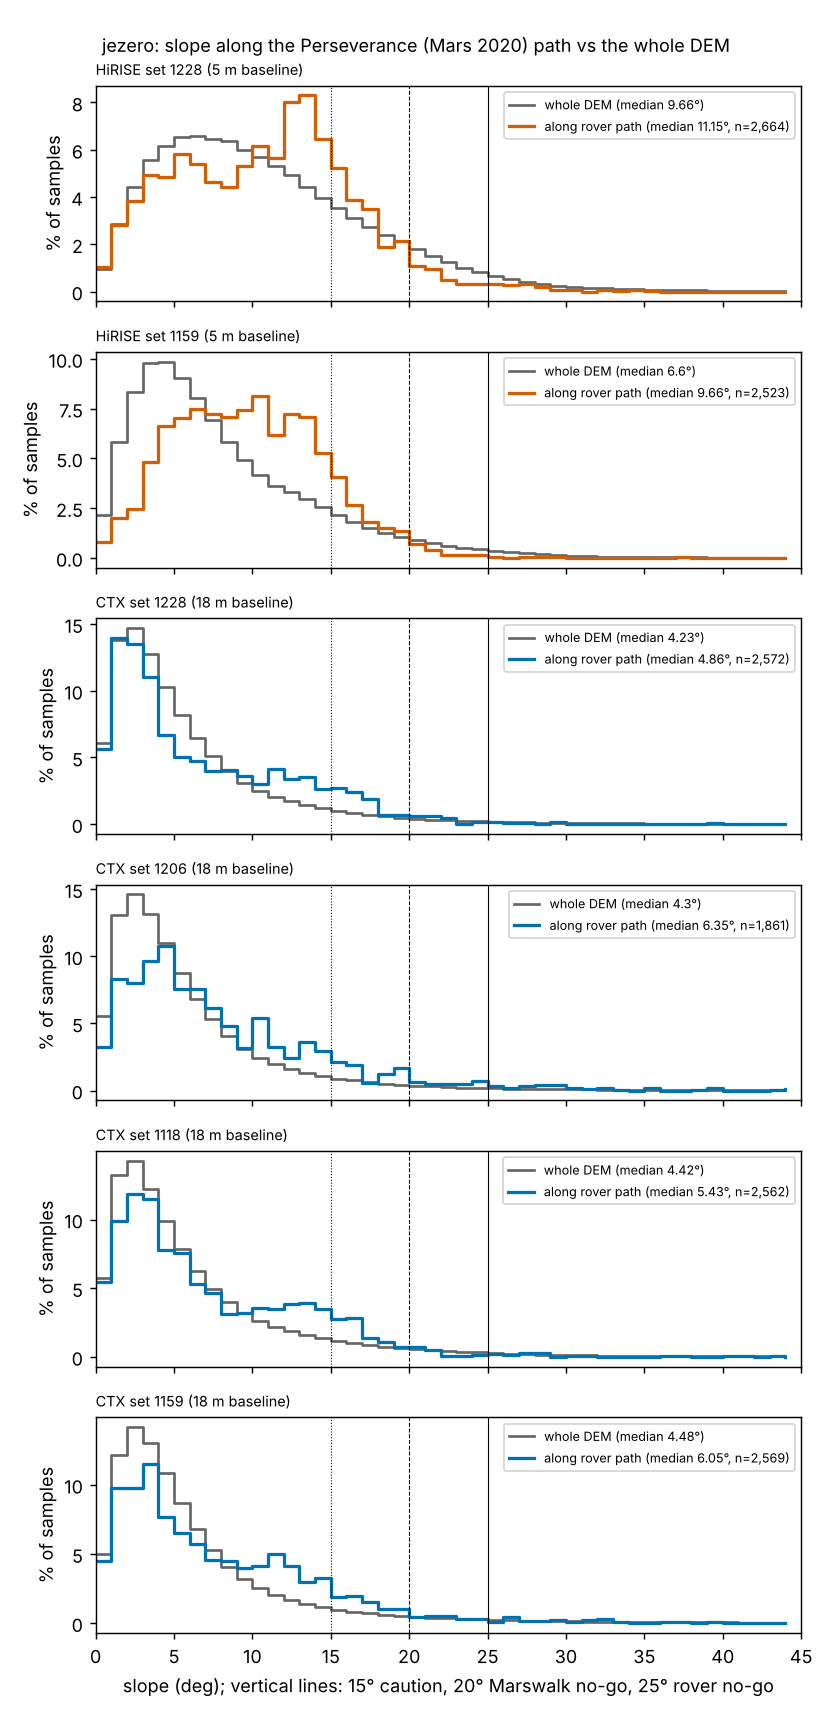 jezero: slope along the Perseverance (Mars 2020) path vs the whole DEM
HiRISE set 1228 (5 m baseline)
whole DEM (median 9.66°)
along rover path (median 11.15°, n=2,664)
8
6
4
2
0
% of samples
HiRISE set 1159 (5 m baseline)
whole DEM (median 6.6°)
along rover path (median 9.66°, n=2,523)
10.0
7.5
5.0
2.5
0.0
% of samples
CTX set 1228 (18 m baseline)
whole DEM (median 4.23°)
along rover path (median 4.86°, n=2,572)
15
10
5
0
% of samples
CTX set 1206 (18 m baseline)
whole DEM (median 4.3°)
along rover path (median 6.35°, n=1,861)
15
10
5
0
% of samples
CTX set 1118 (18 m baseline)
whole DEM (median 4.42°)
along rover path (median 5.43°, n=2,562)
10
5
0
% of samples
CTX set 1159 (18 m baseline)
whole DEM (median 4.48°)
along rover path (median 6.05°, n=2,569)
10
5
0
% of samples
0 5 10 15 20 25 30 35 40 45
slope (deg); vertical lines: 15° caution, 20° Marswalk no-go, 25° rover no-go